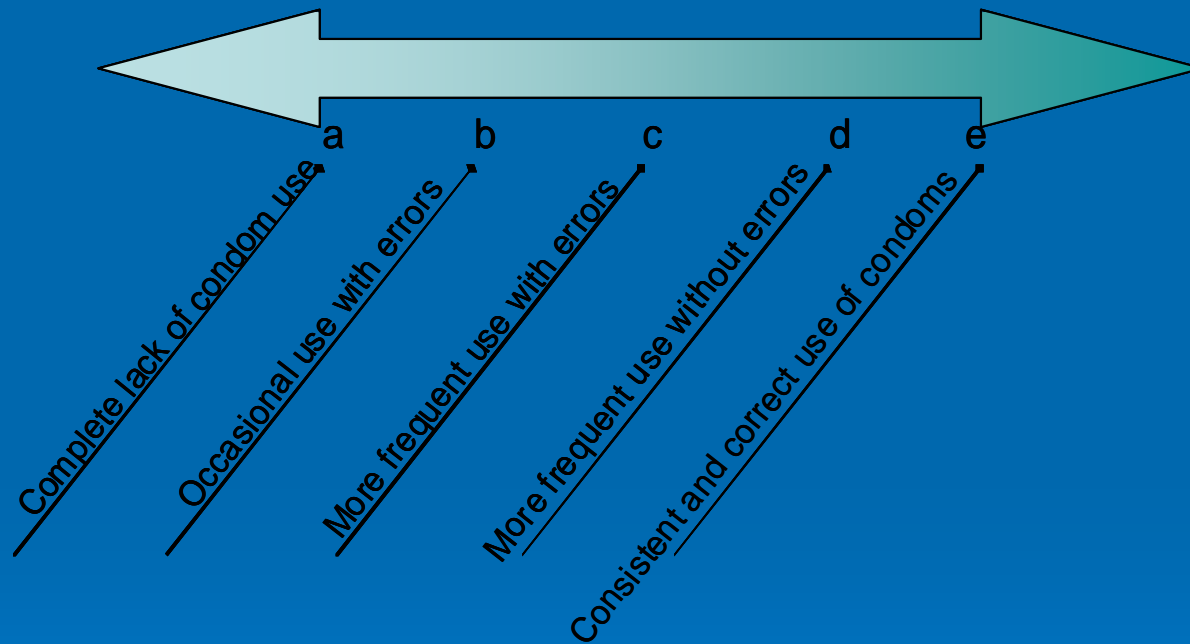 a
b
c
d
e
Complete lack of condom use
Occasional use with errors
More frequent use with errors
More frequent use without errors
Consistent and correct use of condoms